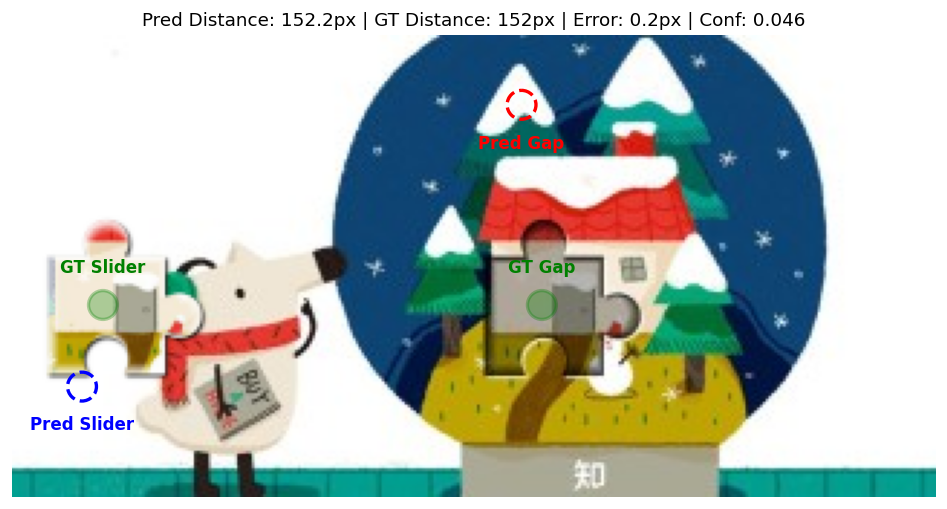 Pred Distance: 152.2px | GT Distance: 152px | Error: 0.2px | Conf: 0.046
Pred Gap
GT Slider
GT Gap
Pred Slider
BUY
知